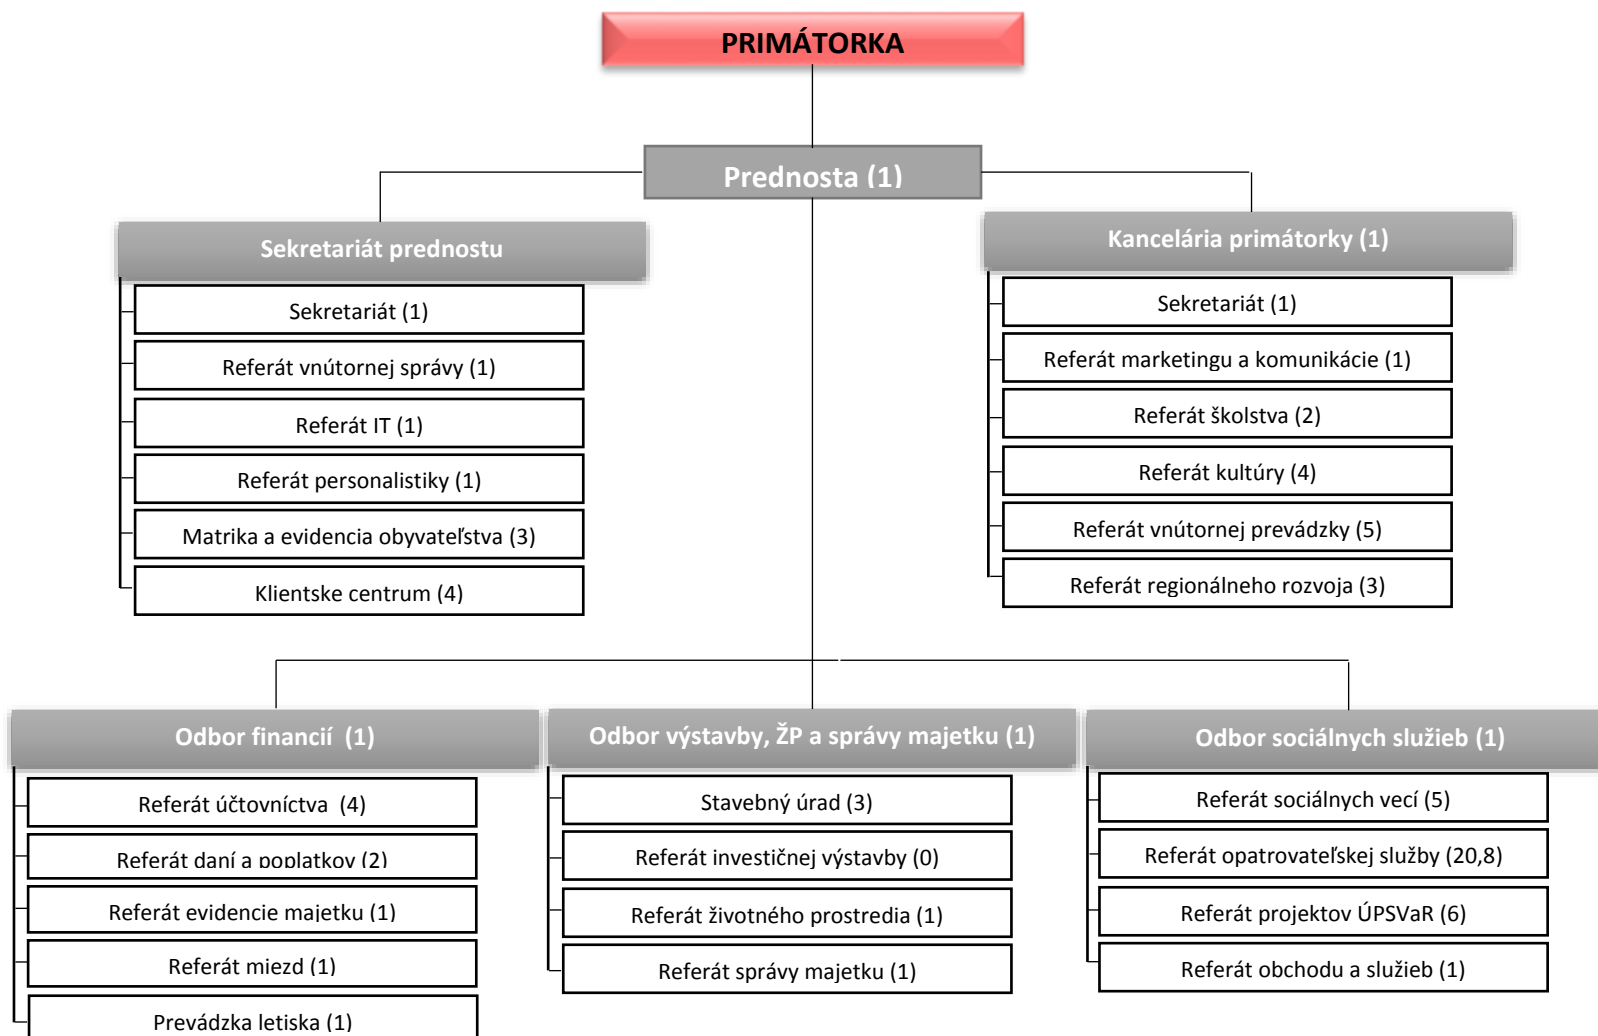 PRIMÁTORKA
Prednosta (1)
Sekretariát prednostu
Sekretariát (1)
Referát vnútornej správy (1)
Referát IT (1)
Referát personalistiky (1)
Matrika a evidencia obyvateľstva (3)
Klientske centrum (4)
Kancelária primátorky (1)
Sekretariát (1)
Referát marketingu a komunikácie (1)
Referát školstva (2)
Referát kultúry (4)
Referát vnútornej prevádzky (5)
Referát regionálneho rozvoja (3)
Odbor financií (1)
Referát účtovníctva (4)
Referát daní a poplatkov (2)
Referát evidencie majetku (1)
Referát miezd (1)
Prevádzka letiska (1)
Odbor výstavby, ŽP a správy majetku (1)
Stavebný úrad (3)
Referát investičnej výstavby (0)
Referát životného prostredia (1)
Referát správy majetku (1)
Odbor sociálnych služieb (1)
Referát sociálnych vecí (5)
Referát opatrovateľskej služby (20,8)
Referát projektov ÚPSVaR (6)
Referát obchodu a služieb (1)